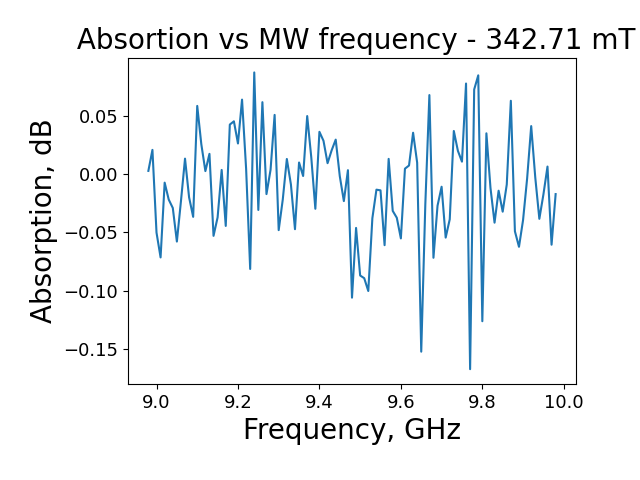 Absortion vs MW frequency - 342.71 mT
Absorption, dB
0.05
0.00
−0.05
−0.10
−0.15
9.0 9.2 9.4 9.6 9.8 10.0
Frequency, GHz